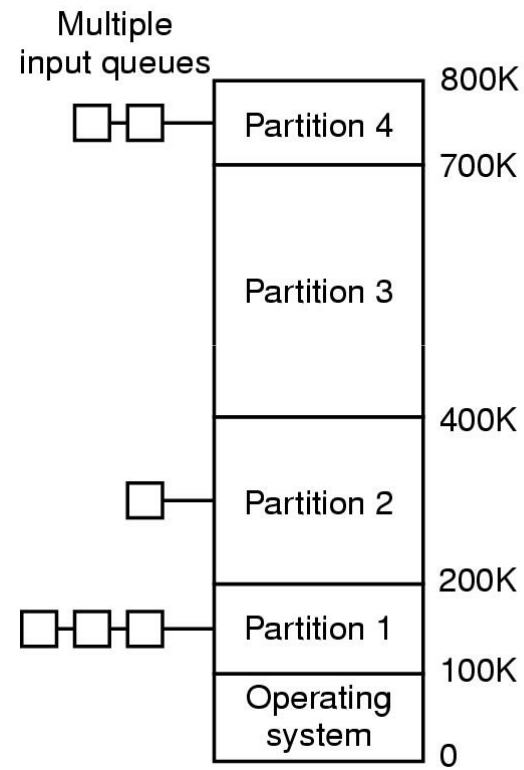 Multiple
input queues
800K
Partition 4
700K
Partition 3
400K
Partition 2
200K
Partition 1
100K
Operating
system
0